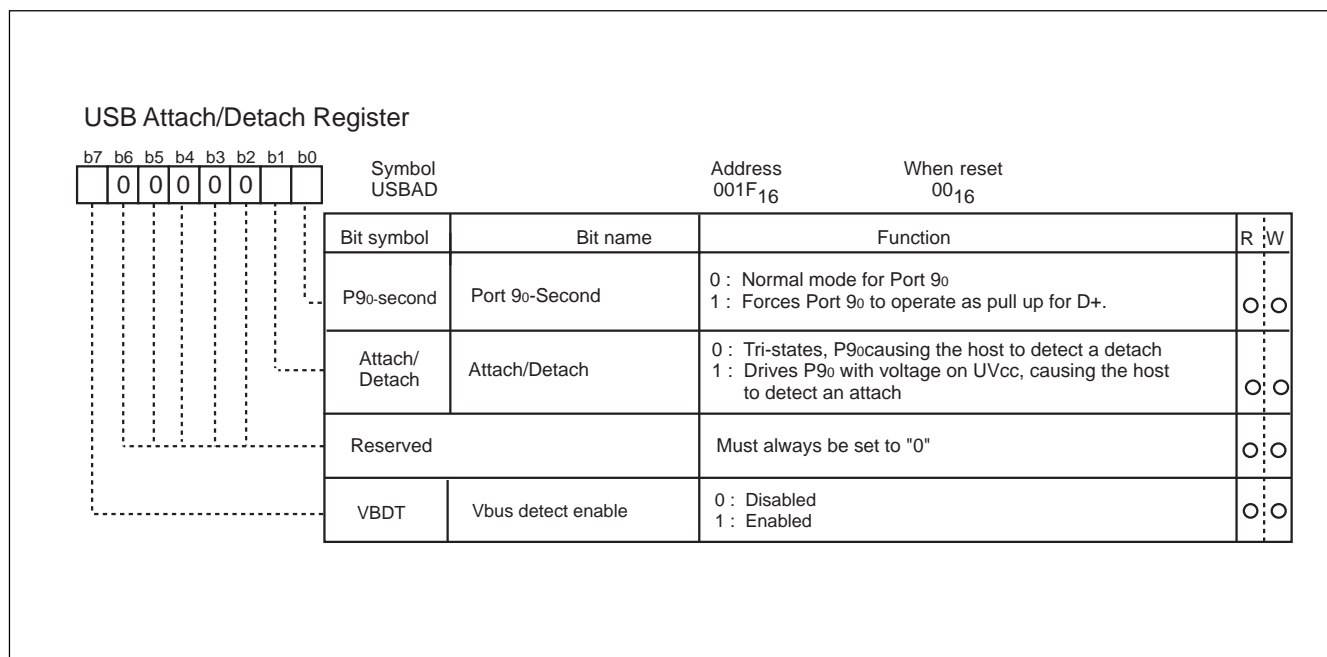 USB Attach/Detach Register
b7 b6 b5 b4 b3 b2 b1 b0
0 0 0 0 0
Symbol Address When reset
USBAD 001F16 0016
Bit symbol Bit name Function R W
P90-second Port 90-Second 0 : Normal mode for Port 90
1 : Forces Port 90 to operate as pull up for D+.
Attach/
Detach Attach/Detach 0 : Tri-states, P90causing the host to detect a detach
1 : Drives P90 with voltage on UVcc, causing the host
to detect an attach
Reserved Must always be set to "0"
VBDT Vbus detect enable 0 : Disabled
1 : Enabled